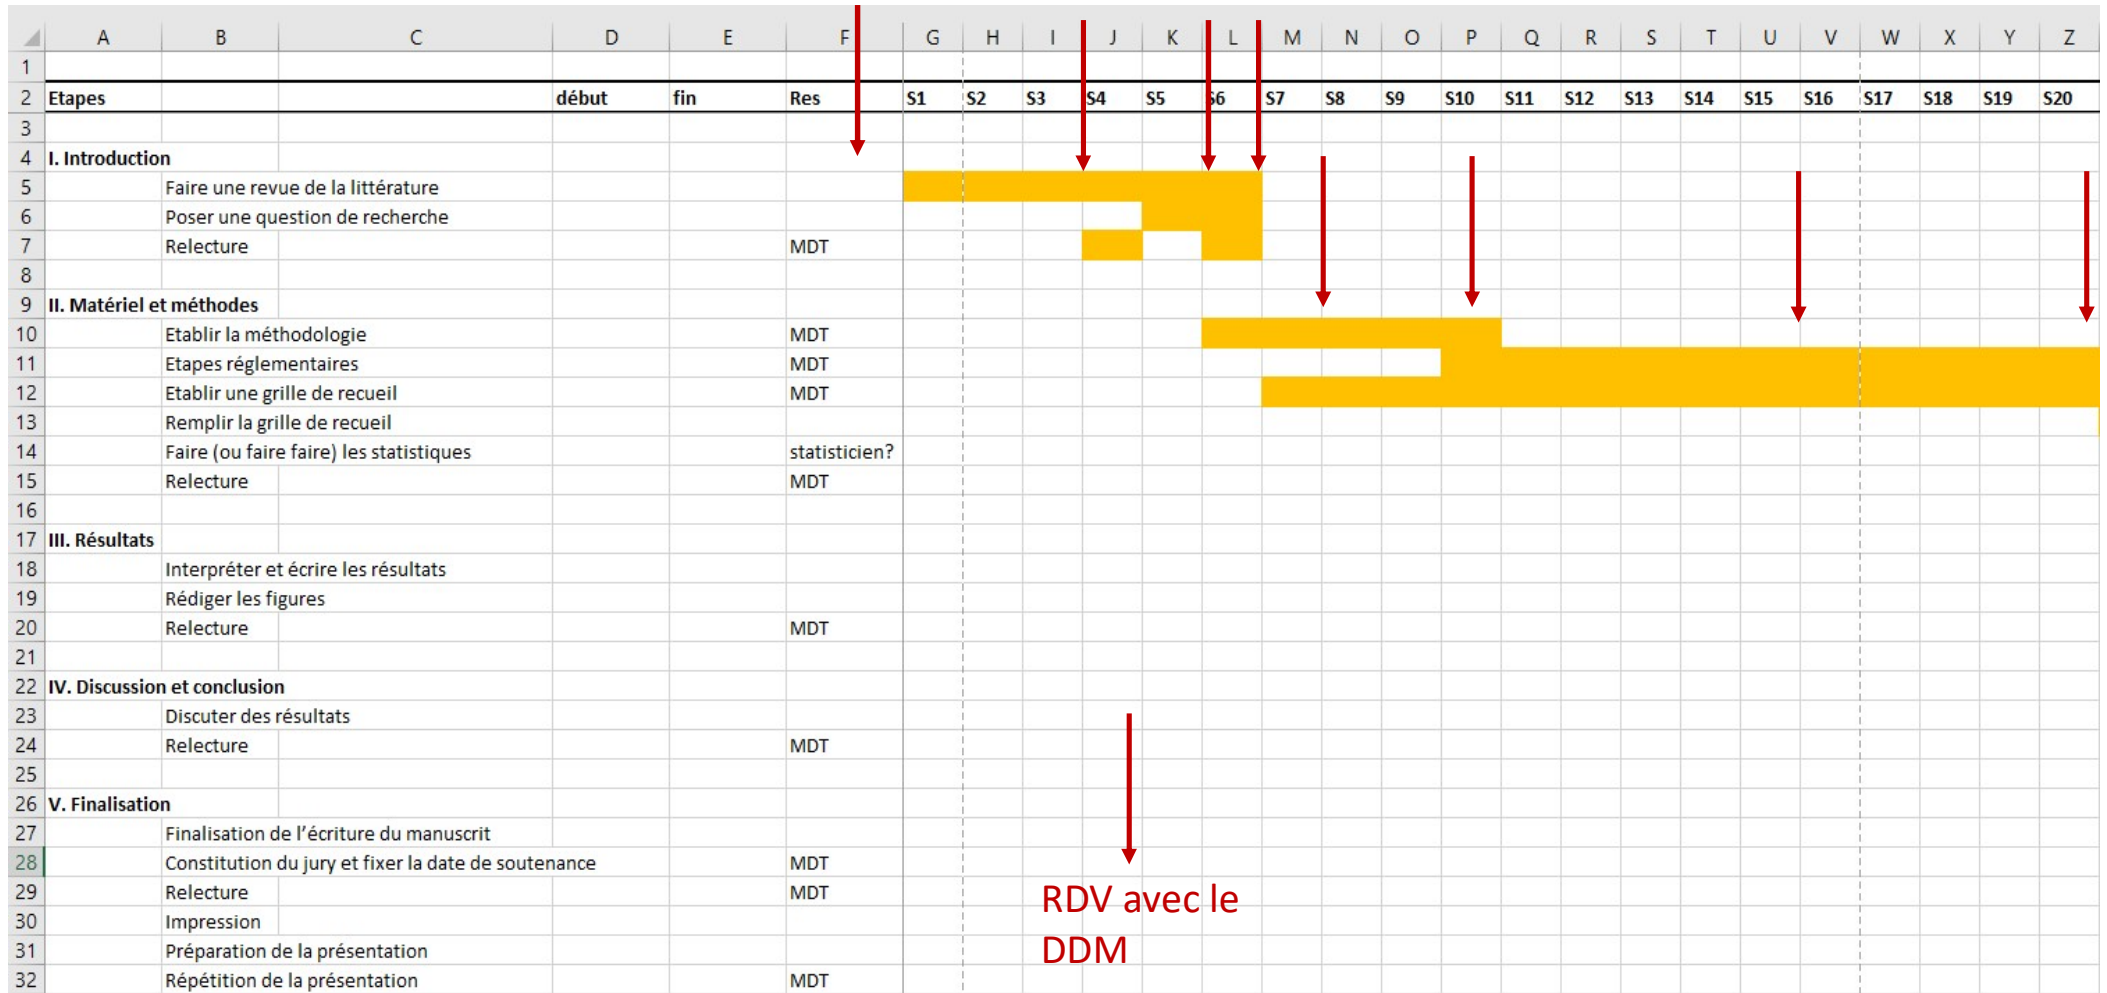 A B C D E F G H I J K L M N O P Q R S T U V W X Y Z
1
2 Etapes début fin Res S1 S2 S3 S4 S5 S6 S7 S8 S9 S10 S11 S12 S13 S14 S15 S16 S17 S18 S19 S20
3
4 I. Introduction
5 Faire une revue de la littérature
6 Poser une question de recherche
7 Relecture MDT
8
9 II. Matériel et méthodes
10 Etablir la méthodologie MDT
11 Etapes réglementaires MDT
12 Etablir une grille de recueil MDT
13 Remplir la grille de recueil
14 Faire (ou faire faire) les statistiques statisticien?
15 Relecture MDT
16
17 III. Résultats
18 Interpréter et écrire les résultats
19 Rédiger les figures
20 Relecture MDT
21
22 IV. Discussion et conclusion
23 Discuter des résultats
24 Relecture MDT
25
26 V. Finalisation
27 Finalisation de l'écriture du manuscrit
28 Constitution du jury et fixer la date de soutenance MDT
29 Relecture MDT
30 Impression
31 Préparation de la présentation
32 Répétition de la présentation MDT
RDV avec le
DDM